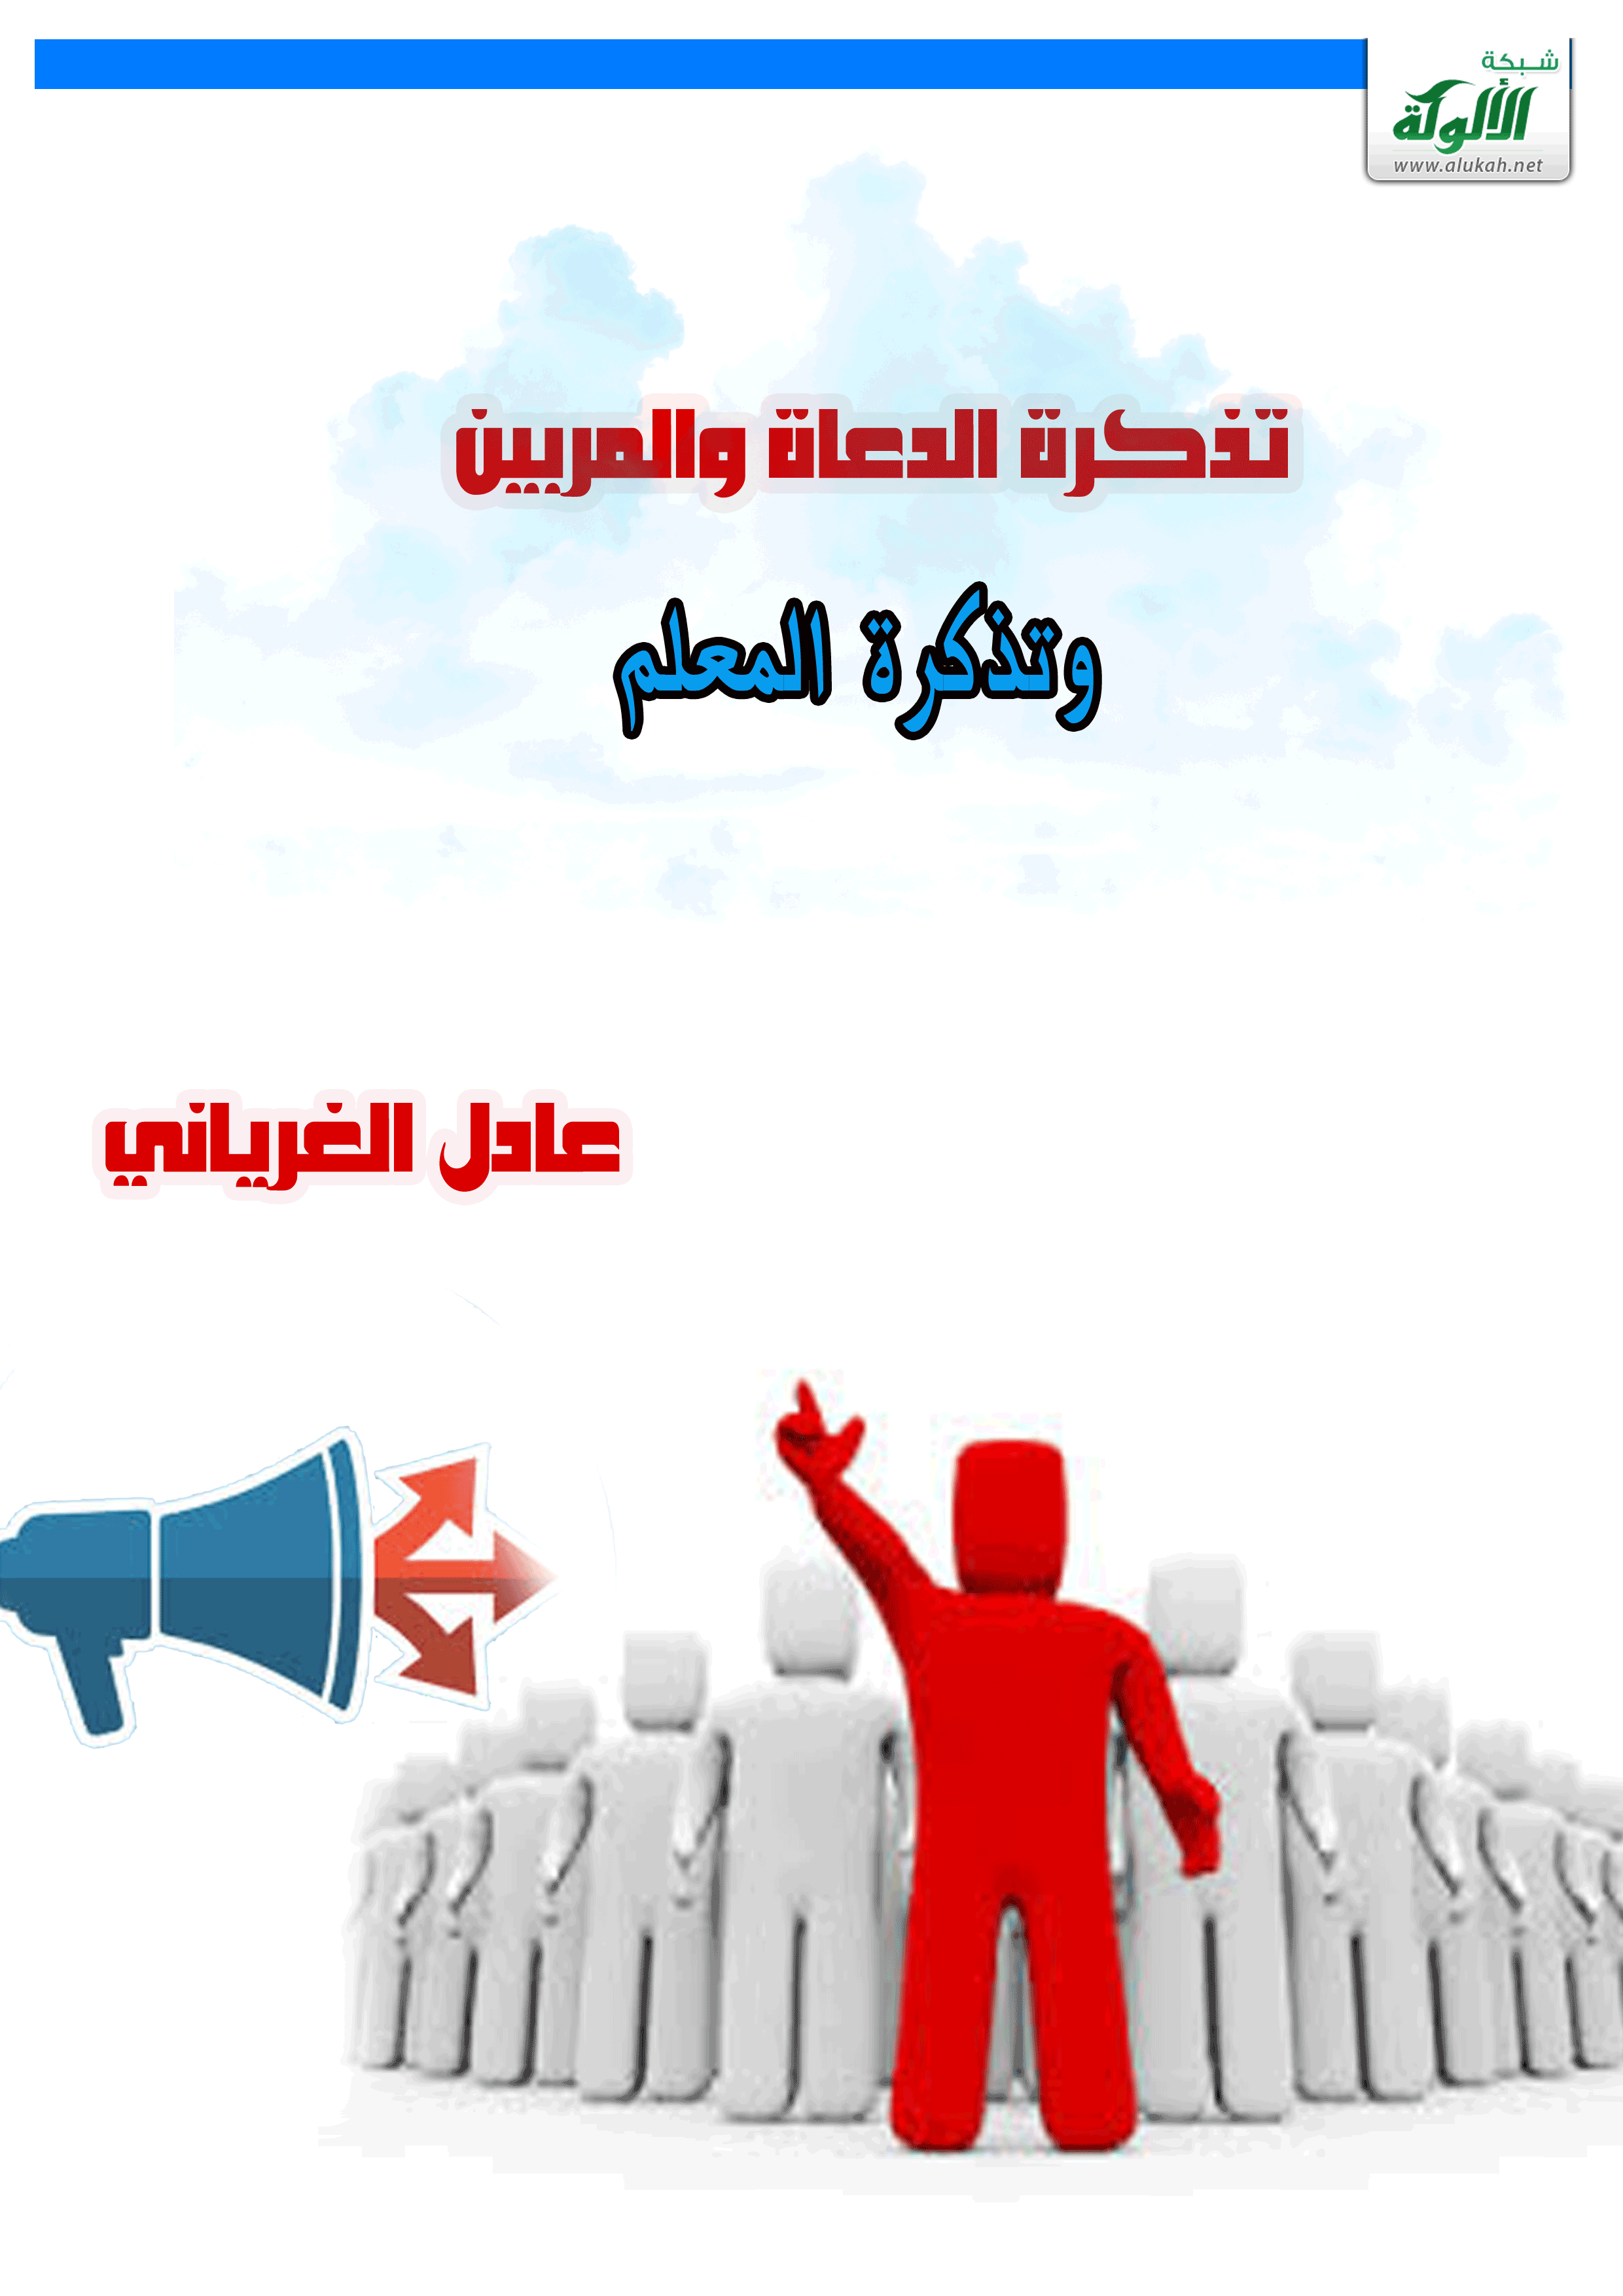 شبكة
الألوكة
www.alukah.net
تذكرة الدعاة والمربين
وتذكرة المعلم
عادل الغرياني